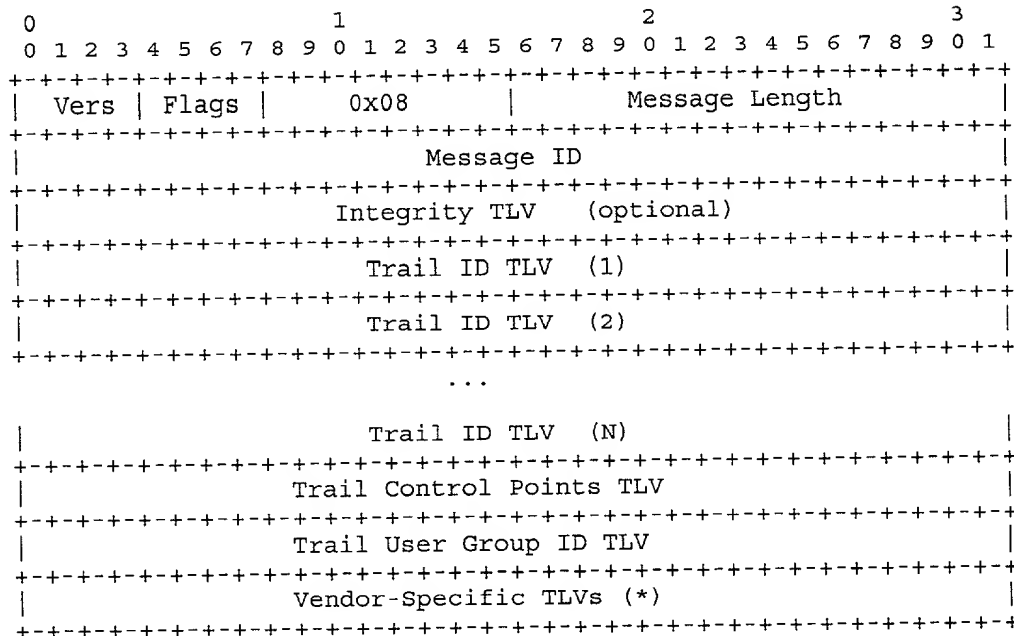 0                   1                   2                   3
 0 1 2 3 4 5 6 7 8 9 0 1 2 3 4 5 6 7 8 9 0 1 2 3 4 5 6 7 8 9 0 1
+-+-+-+-+-+-+-+-+-+-+-+-+-+-+-+-+-+-+-+-+-+-+-+-+-+-+-+-+-+-+-+-+
|  Vers | Flags |      0x08     |       Message Length          |
+-+-+-+-+-+-+-+-+-+-+-+-+-+-+-+-+-+-+-+-+-+-+-+-+-+-+-+-+-+-+-+-+
|                          Message ID                           |
+-+-+-+-+-+-+-+-+-+-+-+-+-+-+-+-+-+-+-+-+-+-+-+-+-+-+-+-+-+-+-+-+
|                    Integrity TLV   (optional)                 |
+-+-+-+-+-+-+-+-+-+-+-+-+-+-+-+-+-+-+-+-+-+-+-+-+-+-+-+-+-+-+-+-+
|                      Trail ID TLV  (1)                        |
+-+-+-+-+-+-+-+-+-+-+-+-+-+-+-+-+-+-+-+-+-+-+-+-+-+-+-+-+-+-+-+-+
|                      Trail ID TLV  (2)                        |
+-+-+-+-+-+-+-+-+-+-+-+-+-+-+-+-+-+-+-+-+-+-+-+-+-+-+-+-+-+-+-+-+
                           ...
|                      Trail ID TLV  (N)                        |
+-+-+-+-+-+-+-+-+-+-+-+-+-+-+-+-+-+-+-+-+-+-+-+-+-+-+-+-+-+-+-+-+
|                 Trail Control Points TLV                      |
+-+-+-+-+-+-+-+-+-+-+-+-+-+-+-+-+-+-+-+-+-+-+-+-+-+-+-+-+-+-+-+-+
|                 Trail User Group ID TLV                       |
+-+-+-+-+-+-+-+-+-+-+-+-+-+-+-+-+-+-+-+-+-+-+-+-+-+-+-+-+-+-+-+-+
|                 Vendor-Specific TLVs (*)                      |
+-+-+-+-+-+-+-+-+-+-+-+-+-+-+-+-+-+-+-+-+-+-+-+-+-+-+-+-+-+-+-+-+